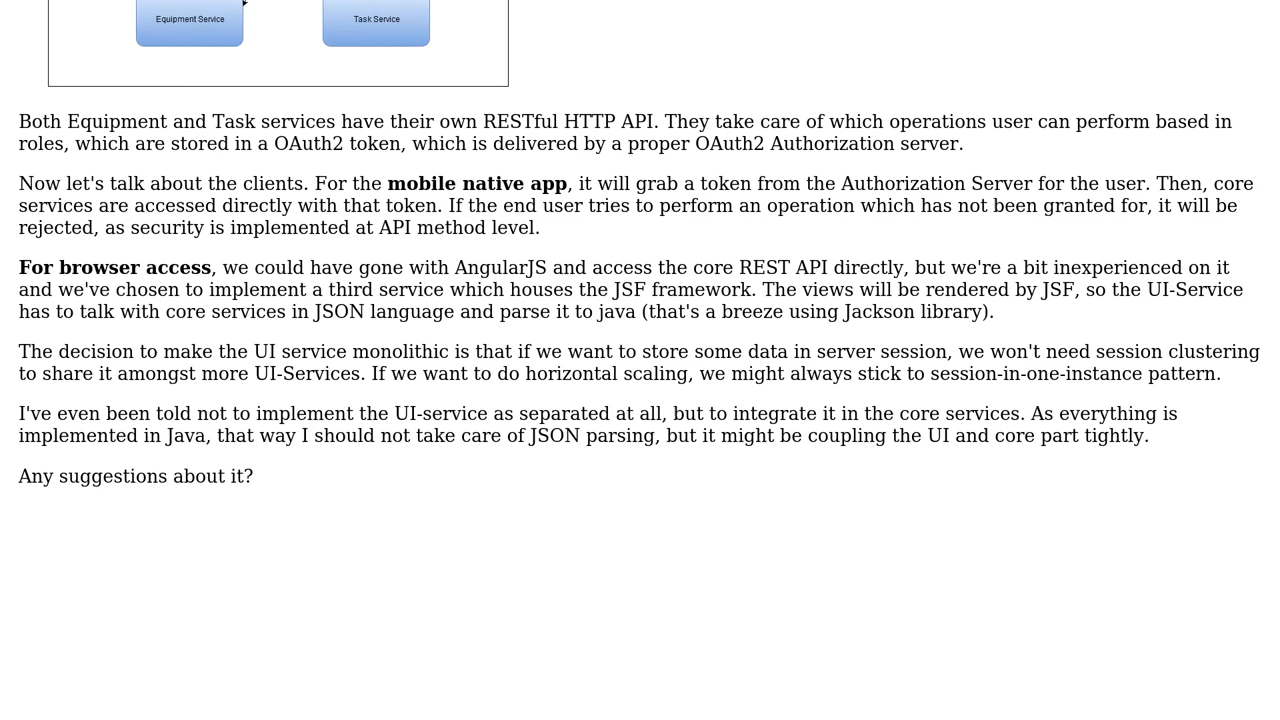 Equipment Service
Task Service
Both Equipment and Task services have their own RESTful HTTP API. They take care of which operations user can perform based in
roles, which are stored in a OAuth2 token, which is delivered by a proper OAuth2 Authorization server.
Now let's talk about the clients. For the mobile native app, it will grab a token from the Authorization Server for the user. Then, core
services are accessed directly with that token. If the end user tries to perform an operation which has not been granted for, it will be
rejected, as security is implemented at API method level.
For browser access, we could have gone with AngularJS and access the core REST API directly, but we're a bit inexperienced on it
and we've chosen to implement a third service which houses the JSF framework. The views will be rendered by JSF, so the UI-Service
has to talk with core services in JSON language and parse it to java (that's a breeze using Jackson library).
The decision to make the UI service monolithic is that if we want to store some data in server session, we won't need session clustering
to share it amongst more UI-Services. If we want to do horizontal scaling, we might always stick to session-in-one-instance pattern.
I've even been told not to implement the UI-service as separated at all, but to integrate it in the core services. As everything is
implemented in Java, that way I should not take care of JSON parsing, but it might be coupling the UI and core part tightly.
Any suggestions about it?